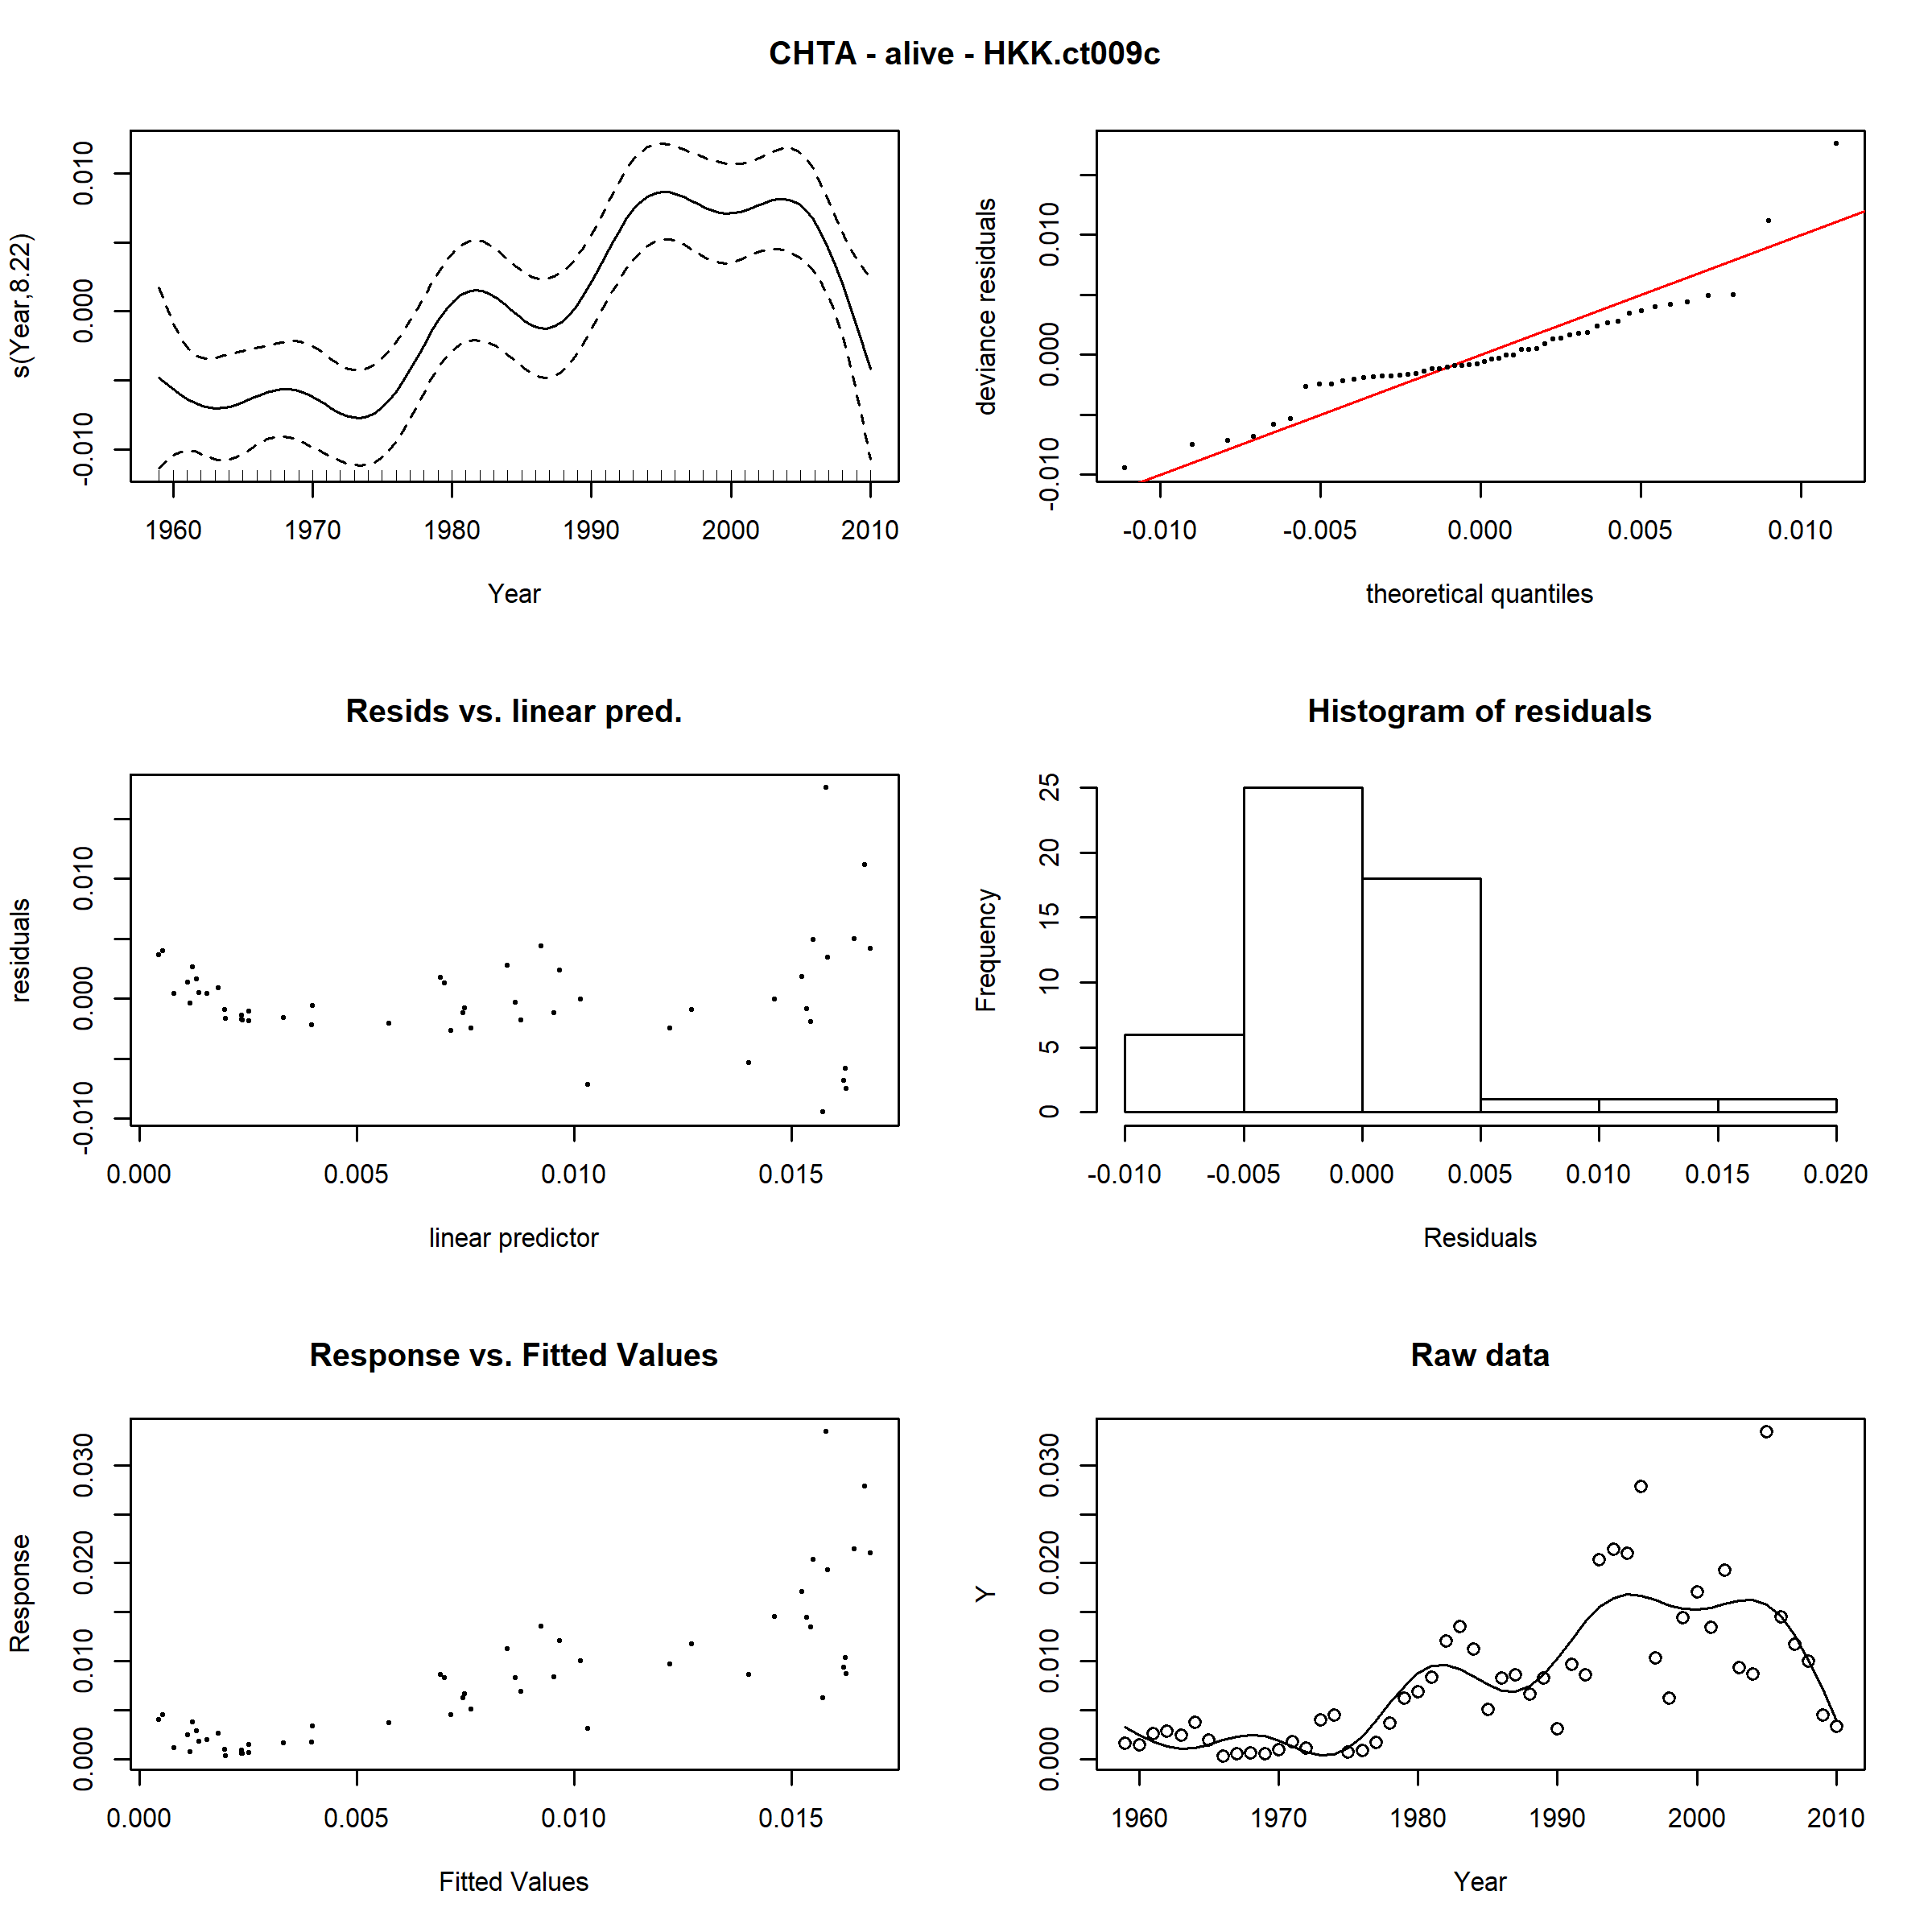 CHTA - alive - HKK.ct009c
s(Year,8.22)
-0.010 0.000 0.010
1960 1970 1980 1990 2000 2010
Year
deviance residuals
-0.010 0.000 0.010
-0.010 -0.005 0.000 0.005 0.010
theoretical quantiles
Resids vs. linear pred.
residuals
-0.010 0.000 0.010
0.000 0.005 0.010 0.015
linear predictor
Histogram of residuals
Frequency
0 5 10 15 20 25
-0.010 -0.005 0.000 0.005 0.010 0.015 0.020
Residuals
Response vs. Fitted Values
Response
0.000 0.010 0.020 0.030
0.000 0.005 0.010 0.015
Fitted Values
Raw data
Y
0.000 0.010 0.020 0.030
1960 1970 1980 1990 2000 2010
Year